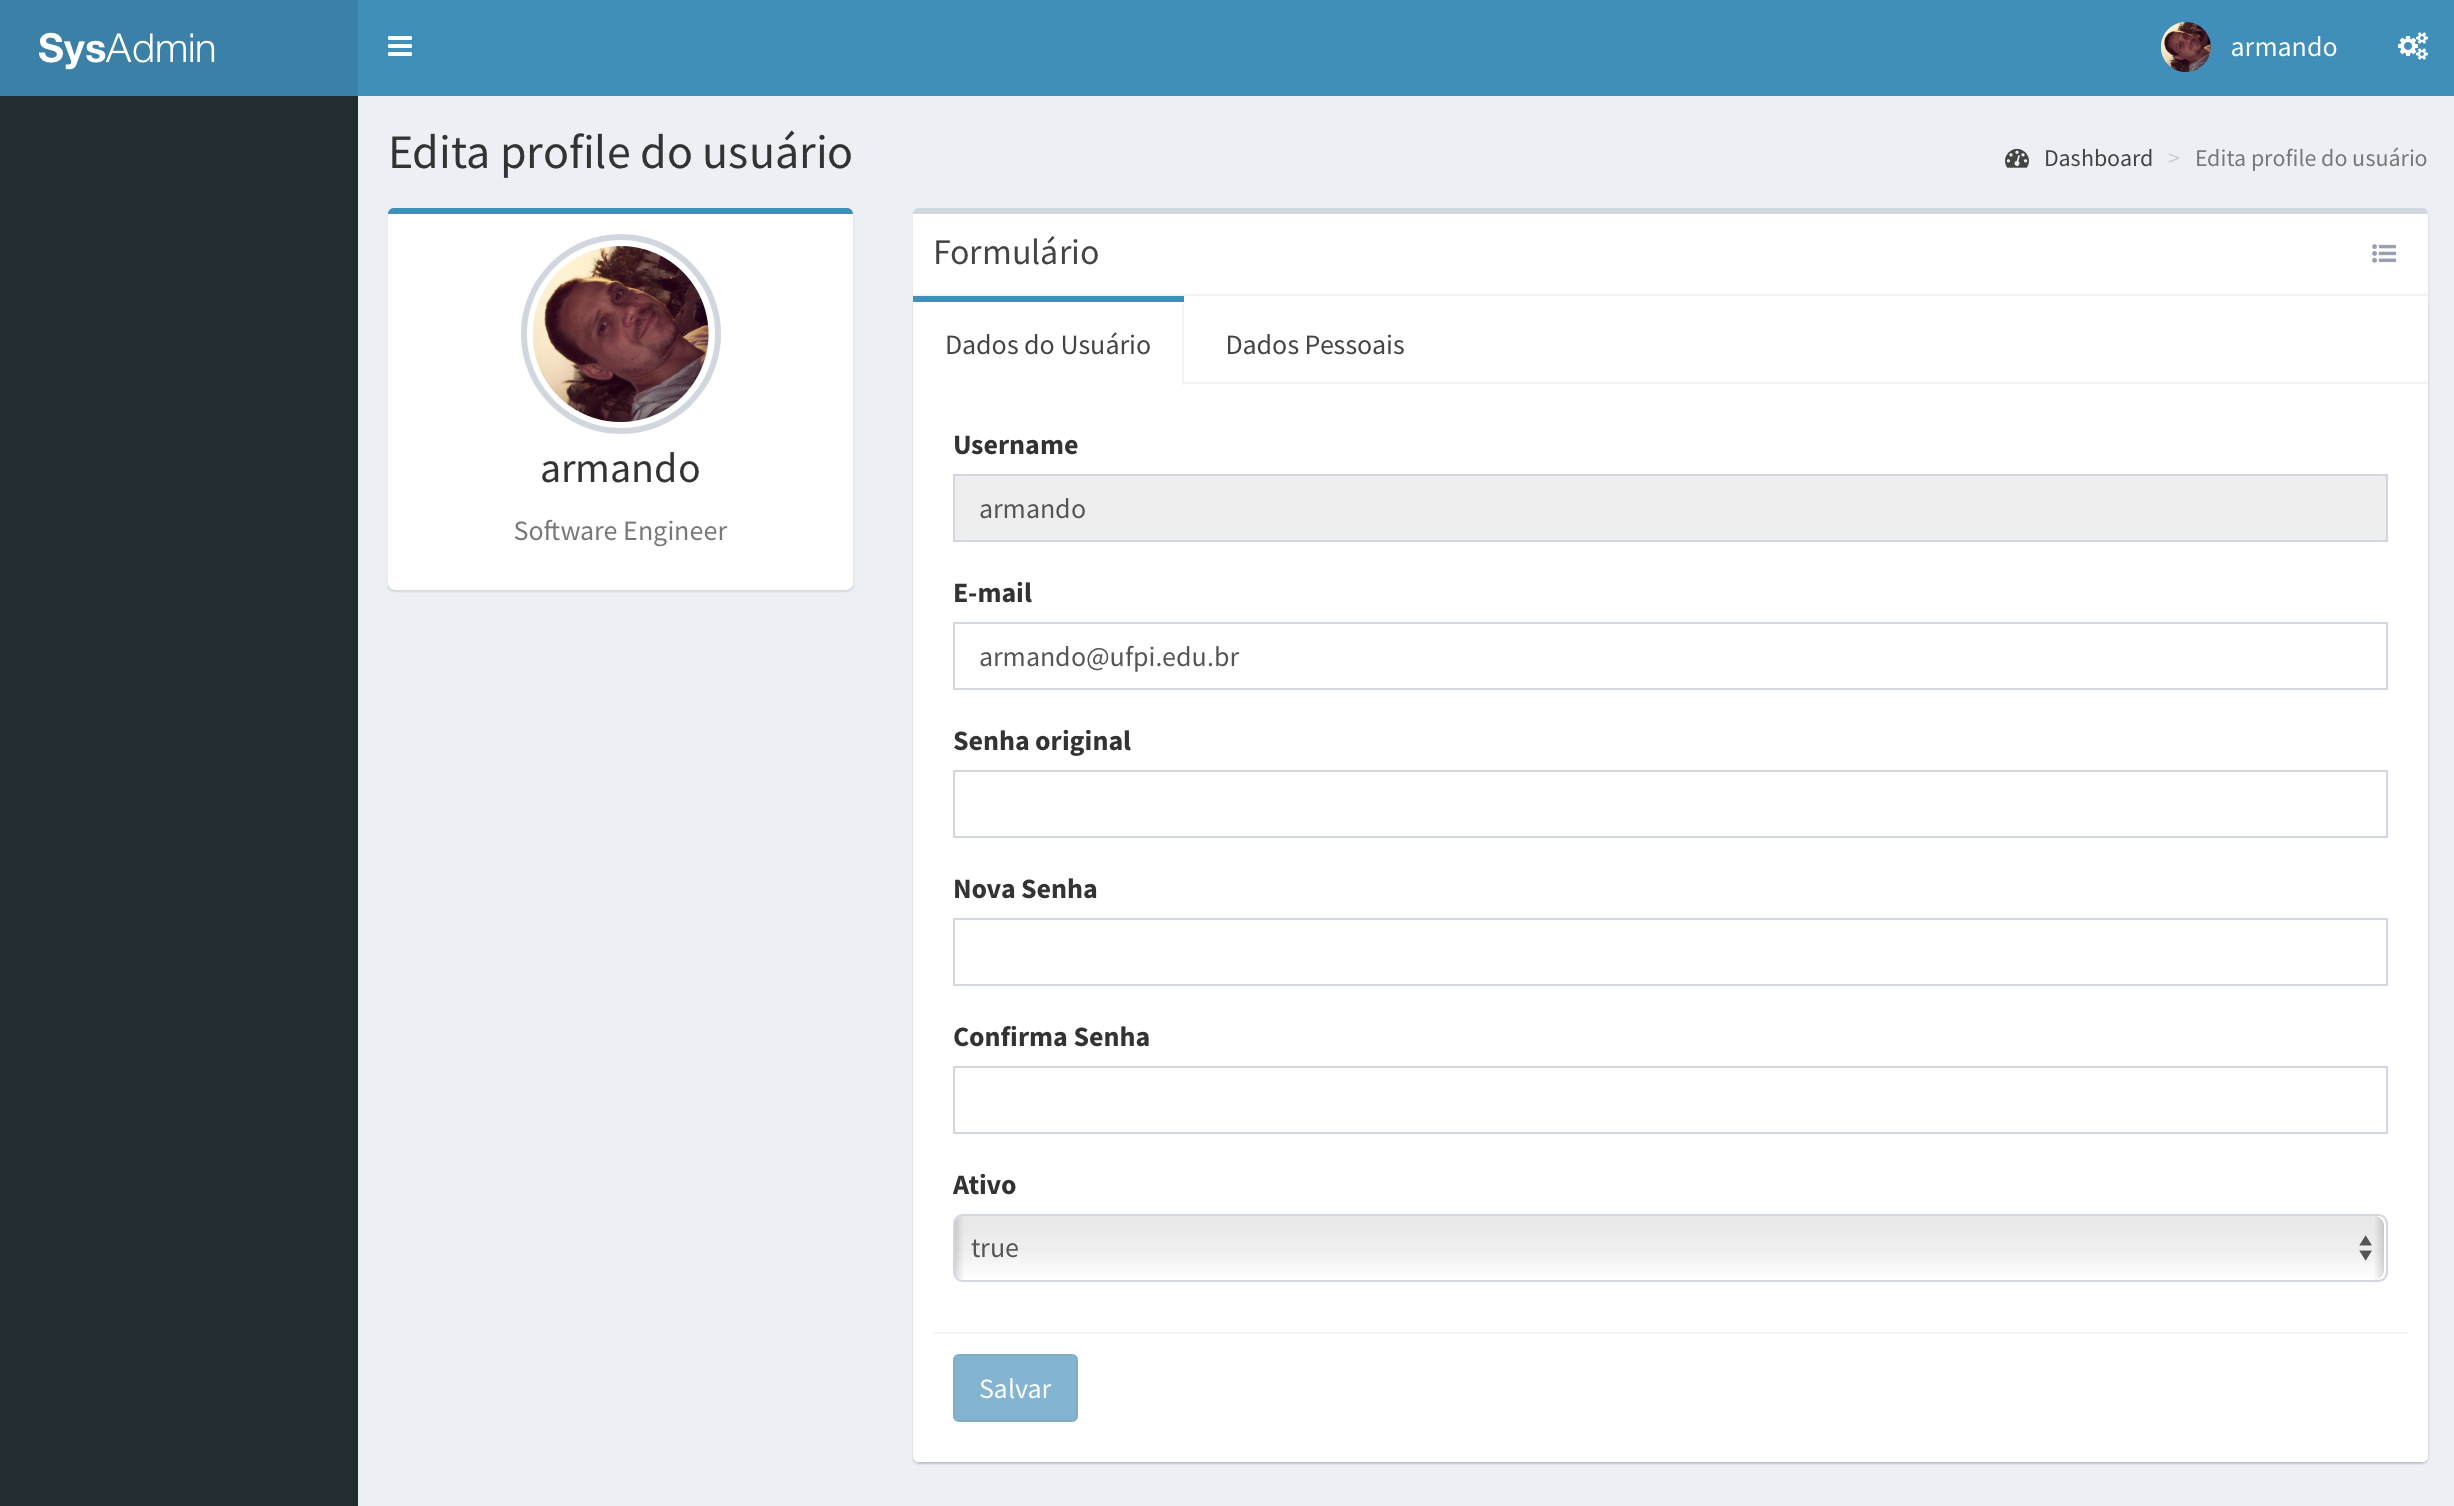 SysAdmin
armando
Edita profile do usuário
Dashboard > Edita profile do usuário
armando
Software Engineer
Formulário
Dados do Usuário
Dados Pessoais
Username
armando
E-mail
armando@ufpi.edu.br
Senha original
Nova Senha
Confirma Senha
Ativo
true
Salvar